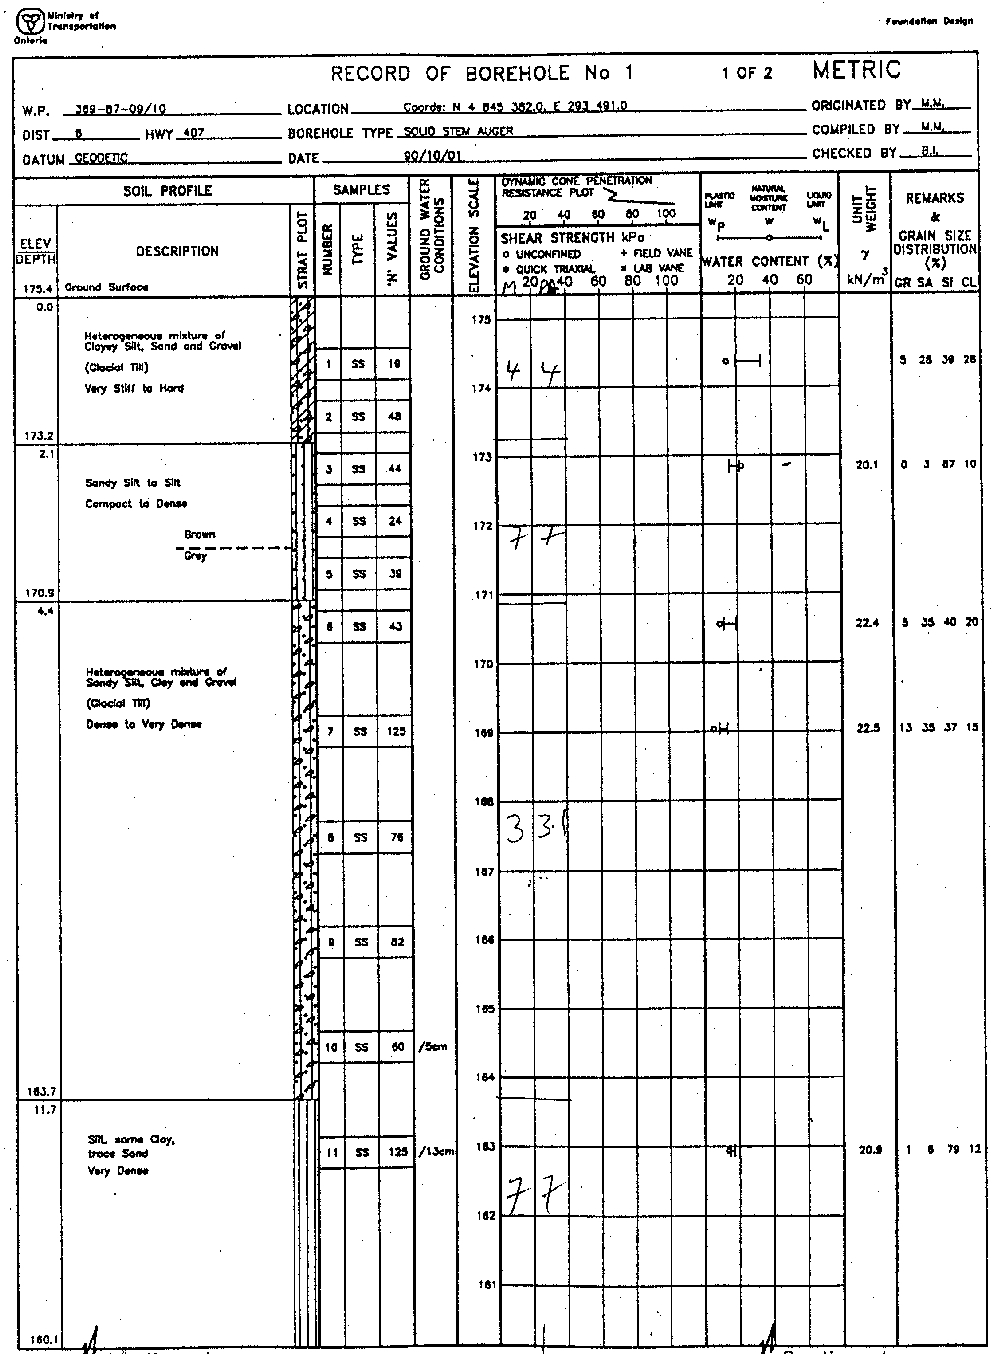 Ministry of
Transportation
Ontario
Foundation Design
RECORD OF BOREHOLE No 1 1 OF 2 METRIC
W.P. 369-87-09/10 LOCATION Coords: N 4 845 382.0, E 293 491.0 ORIGINATED BY M.M.
DIST 6 HWY 407 BOREHOLE TYPE SOLID STEM AUGER COMPILED BY M.M.
DATUM GEODETIC DATE 90/10/01 CHECKED BY B.I.
SOIL PROFILE SAMPLES GROUND WATER CONDITIONS ELEVATION SCALE
DYNAMIC CONE PENETRATION
RESISTANCE PLOT
20 40 60 80 100
PLASTIC LIMIT NATURAL MOISTURE CONTENT LIQUID LIMIT
WP W WL
UNIT WEIGHT
γ
kN/m³
REMARKS
&
GRAIN SIZE
DISTRIBUTION
(%)
GR SA SI CL
ELEV
DEPTH
DESCRIPTION STRAT PLOT NUMBER TYPE 'N' VALUES
SHEAR STRENGTH kPa
o UNCONFINED + FIELD VANE
• QUICK TRIAXIAL × LAB VANE
20 40 60 80 100
M
WATER CONTENT (%)
20 40 60
175.4 Ground Surface
0.0
175
Heterogeneous mixture of
Clayey Silt, Sand and Gravel
(Glacial Till)
Very Stiff to Hard
1 SS 19 4 4 5 28 39 28
174
2 SS 48
173.2
2.1
173
3 SS 44 20.1 0 3 87 10
Sandy Silt to Silt
Compact to Dense
4 SS 24
172
7 7
Brown
Grey
5 SS 39
170.9
171
4.4
6 SS 43 22.4 5 35 40 20
170
Heterogeneous mixture of
Sandy Silt, Clay and Gravel
(Glacial Till)
Dense to Very Dense
7 SS 125 169 22.5 13 35 37 15
168
3 3.1
8 SS 76
167
9 SS 82 166
165
10 SS 60 /5cm
164
163.7
11.7
Silt, some Clay,
trace Sand
Very Dense
11 SS 125 /13cm 163 20.9 1 8 79 12
7 7
162
161
160.1